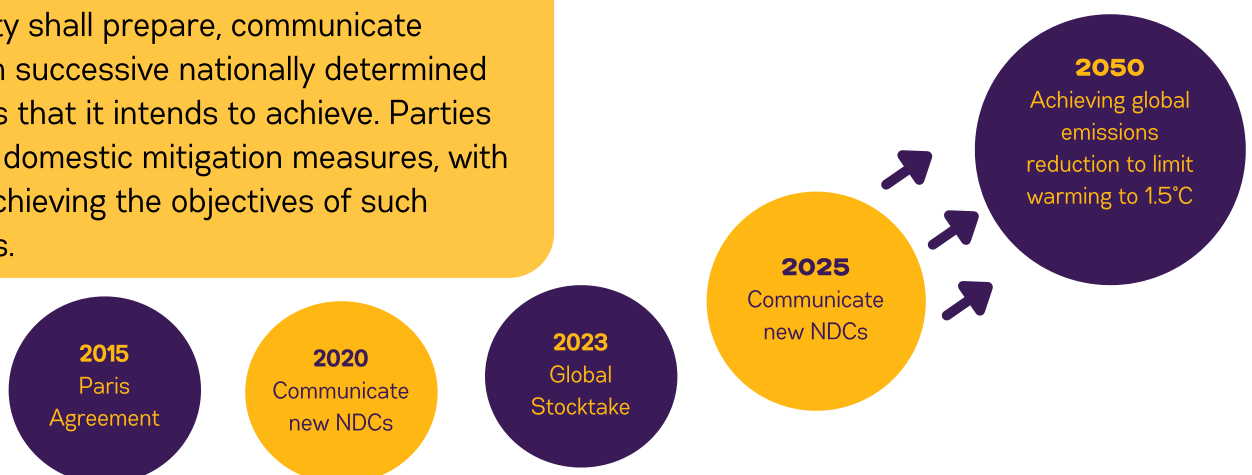 ty shall prepare, communicate
n successive nationally determined
s that it intends to achieve. Parties
domestic mitigation measures, with
chieving the objectives of such
s.
2015
Paris
Agreement
2020
Communicate
new NDCs
2023
Global
Stocktake
2025
Communicate
new NDCs
2050
Achieving global
emissions
reduction to limit
warming to 1.5°C